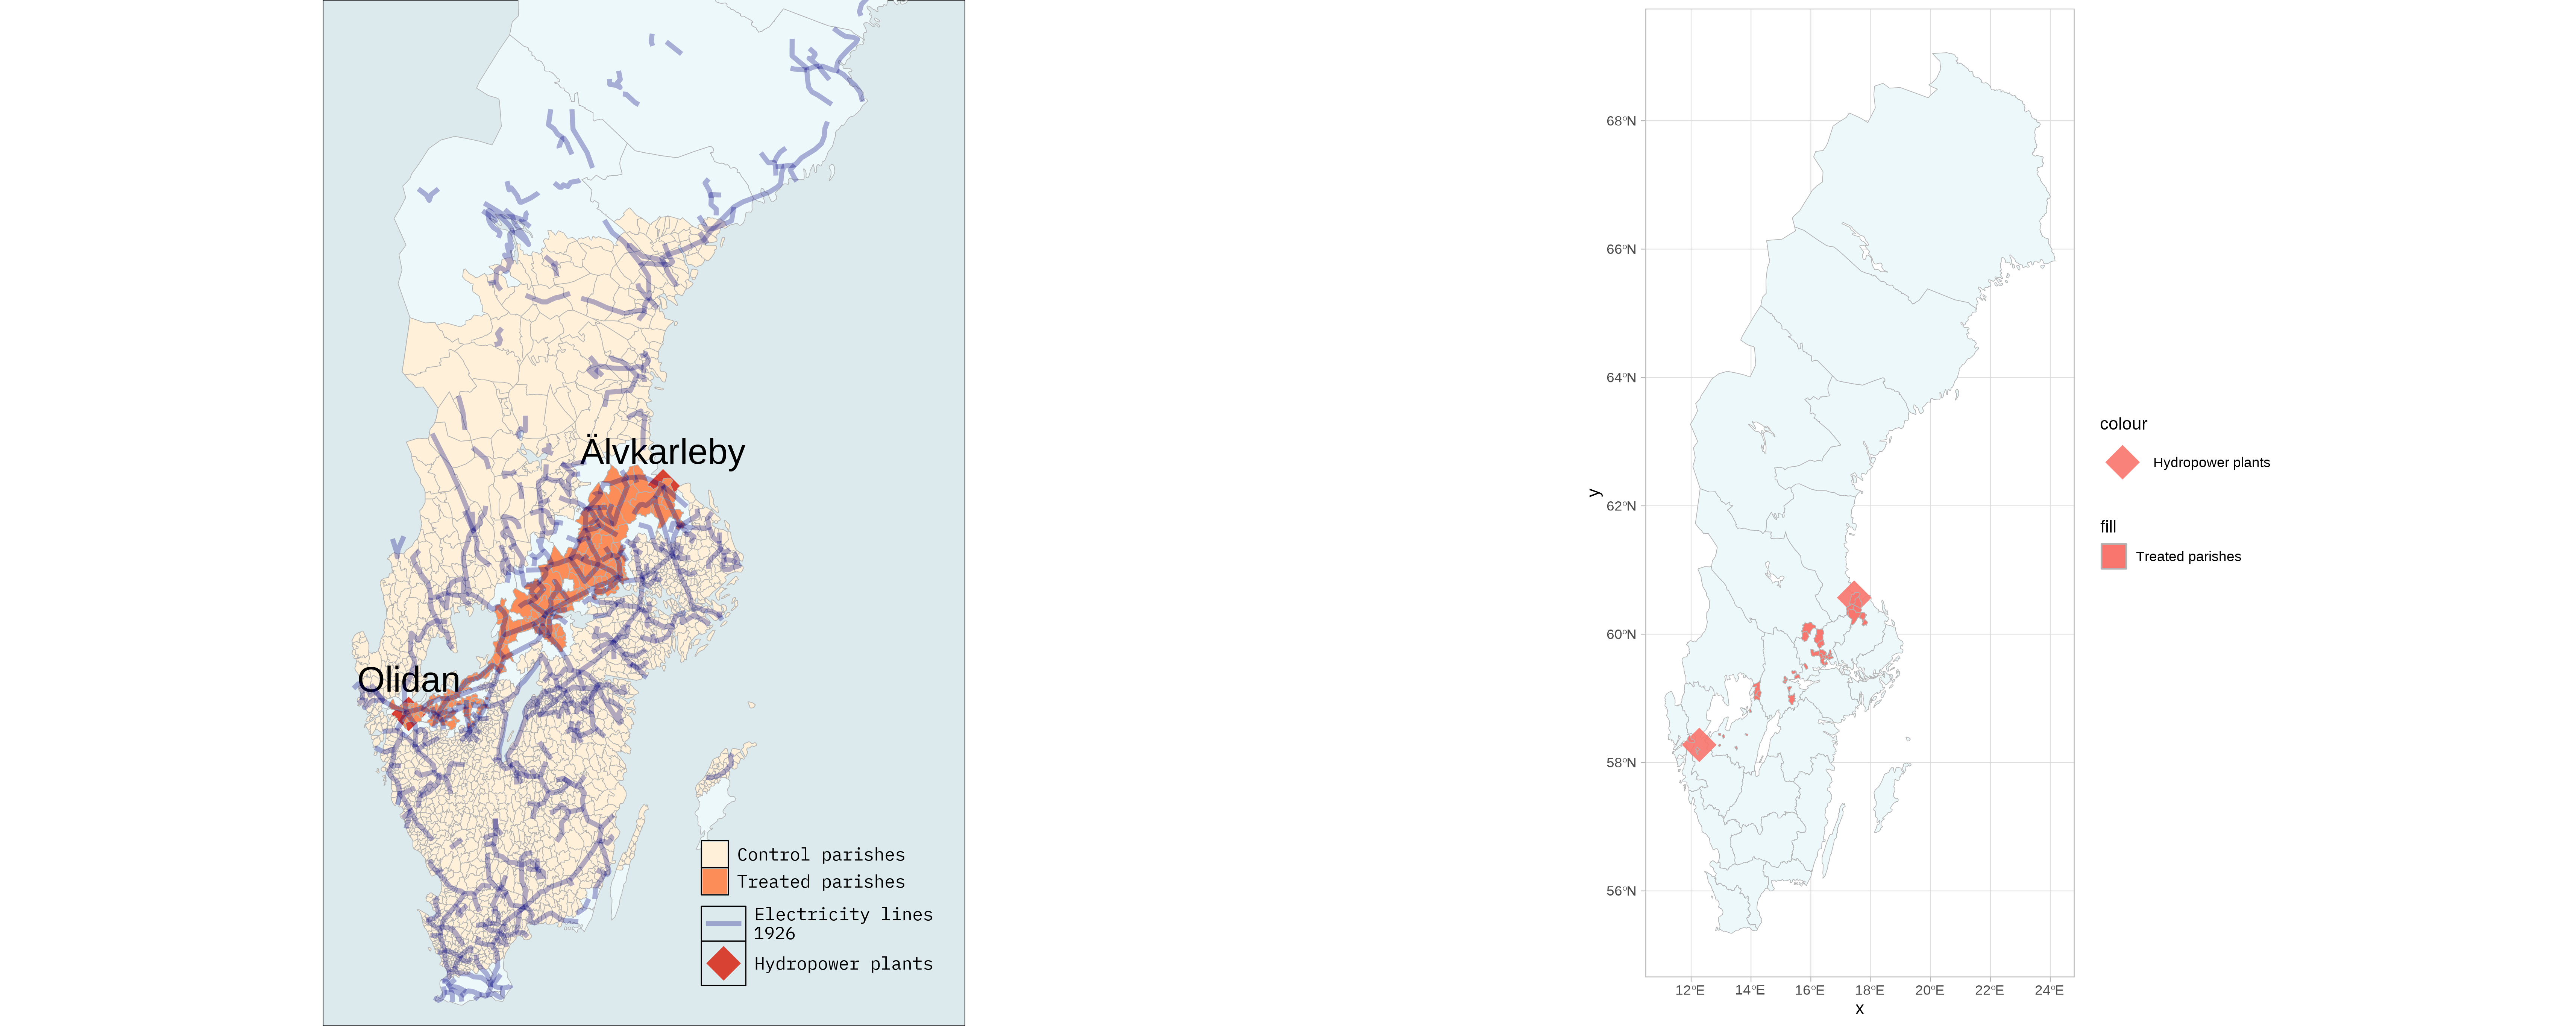 Älvkarleby
Olidan
Control parishes
Treated parishes
Electricity lines
1926
Hydropower plants
68°N
66°N
64°N
62°N
60°N
58°N
56°N
y
12°E 14°E 16°E 18°E 20°E 22°E 24°E
x
colour
Hydropower plants
fill
Treated parishes